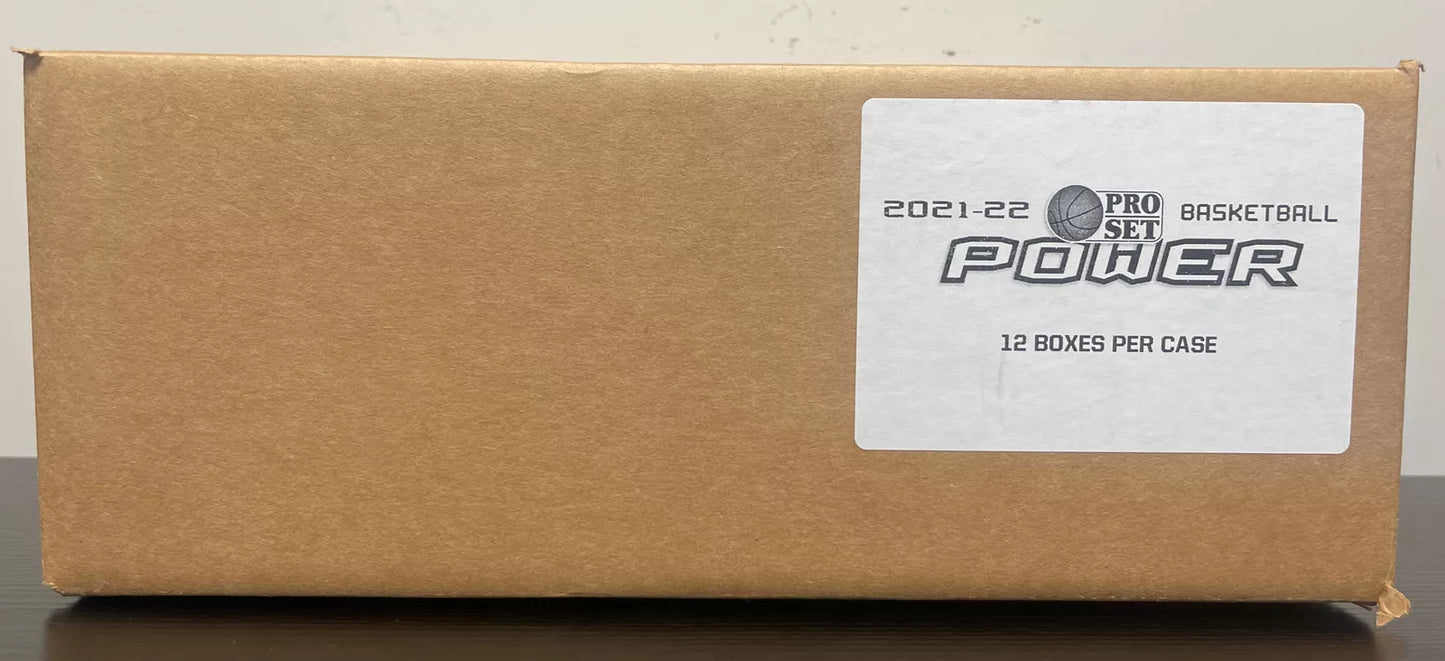 2021-22 PRO SET BASKETBALL
POWER
12 BOXES PER CASE